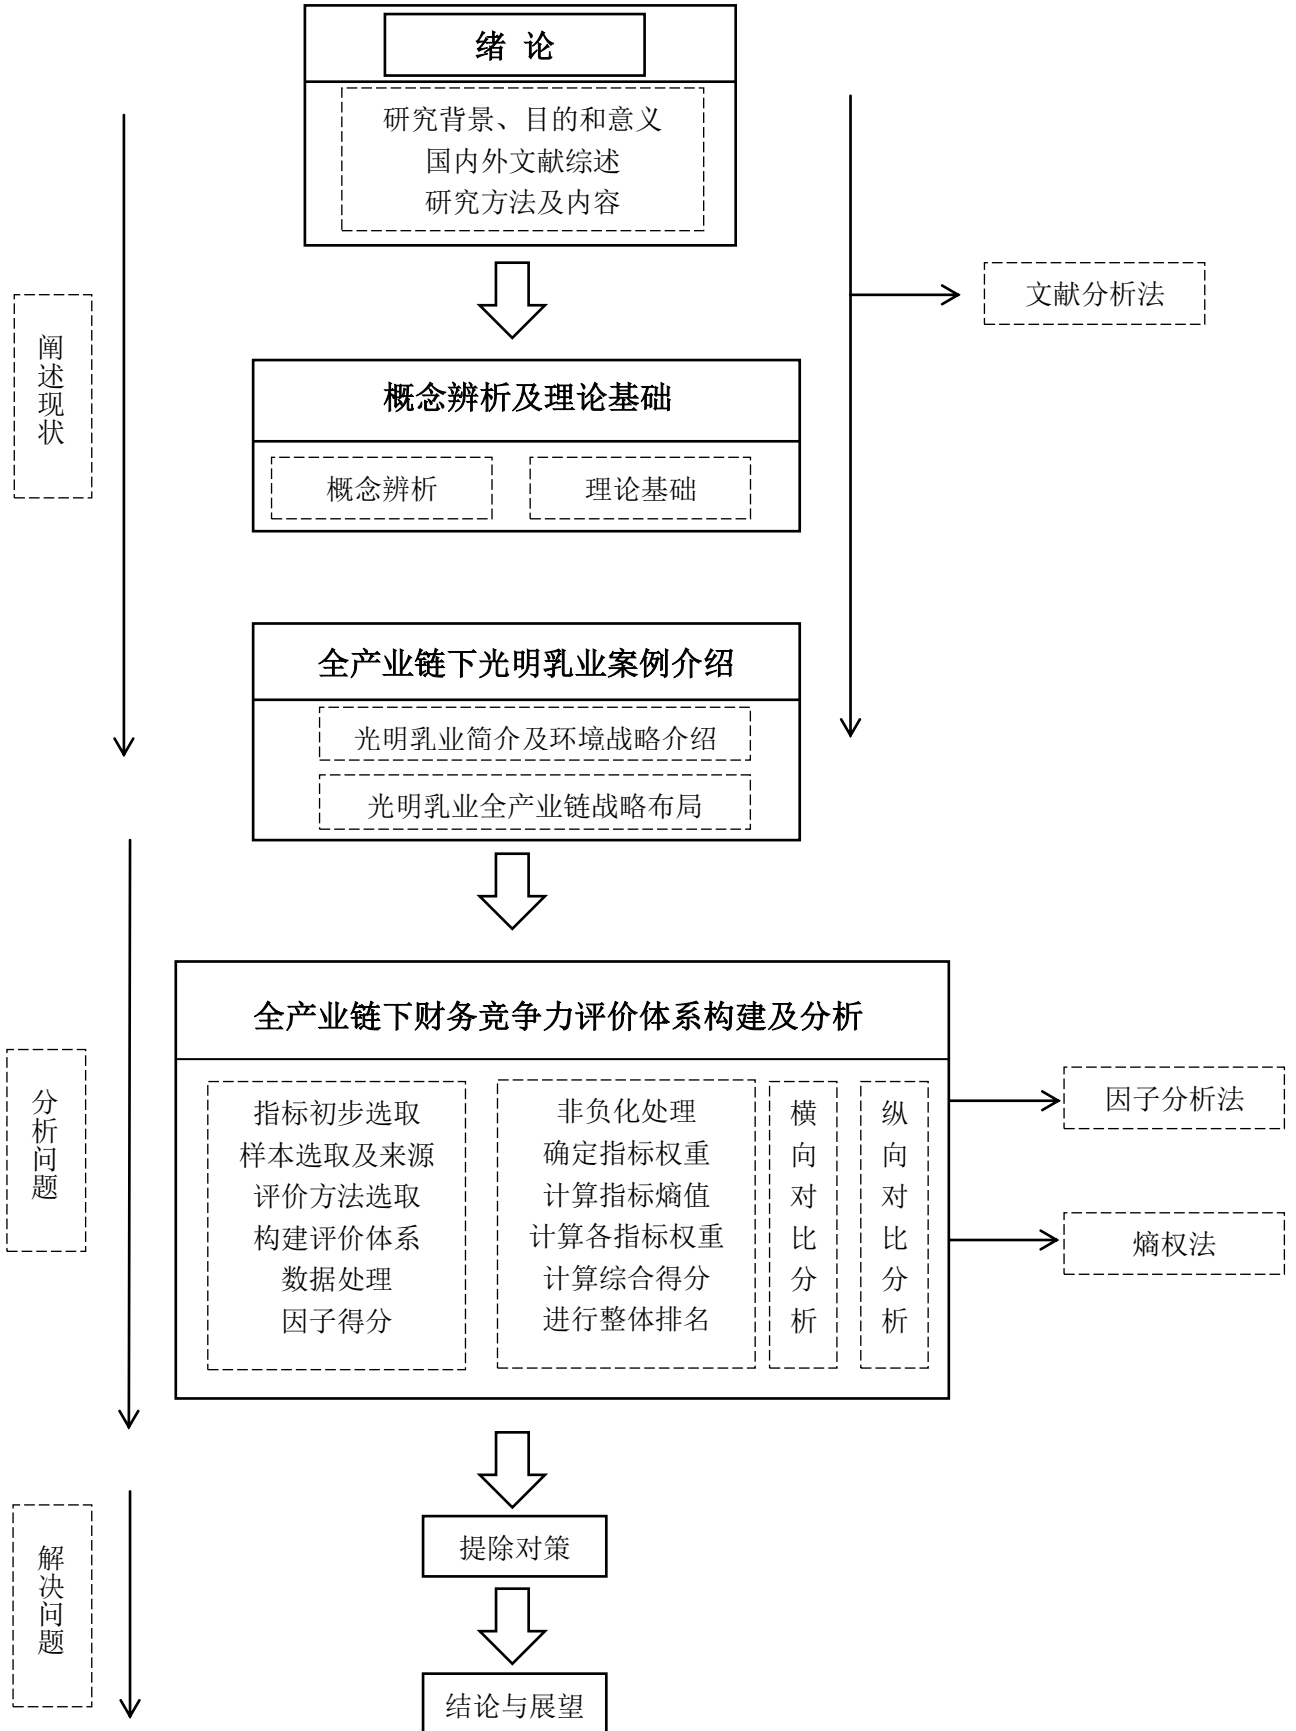 绪 论
研究背景、目的和意义
国内外文献综述
研究方法及内容
文献分析法
阐述现状
概念辨析及理论基础
概念辨析
理论基础
全产业链下光明乳业案例介绍
光明乳业简介及环境战略介绍
光明乳业全产业链战略布局
全产业链下财务竞争力评价体系构建及分析
分析问题
指标初步选取
样本选取及来源
评价方法选取
构建评价体系
数据处理
因子得分
非负化处理
确定指标权重
计算指标熵值
计算各指标权重
计算综合得分
进行整体排名
横向对比分析
纵向对比分析
因子分析法
熵权法
解决问题
提除对策
结论与展望